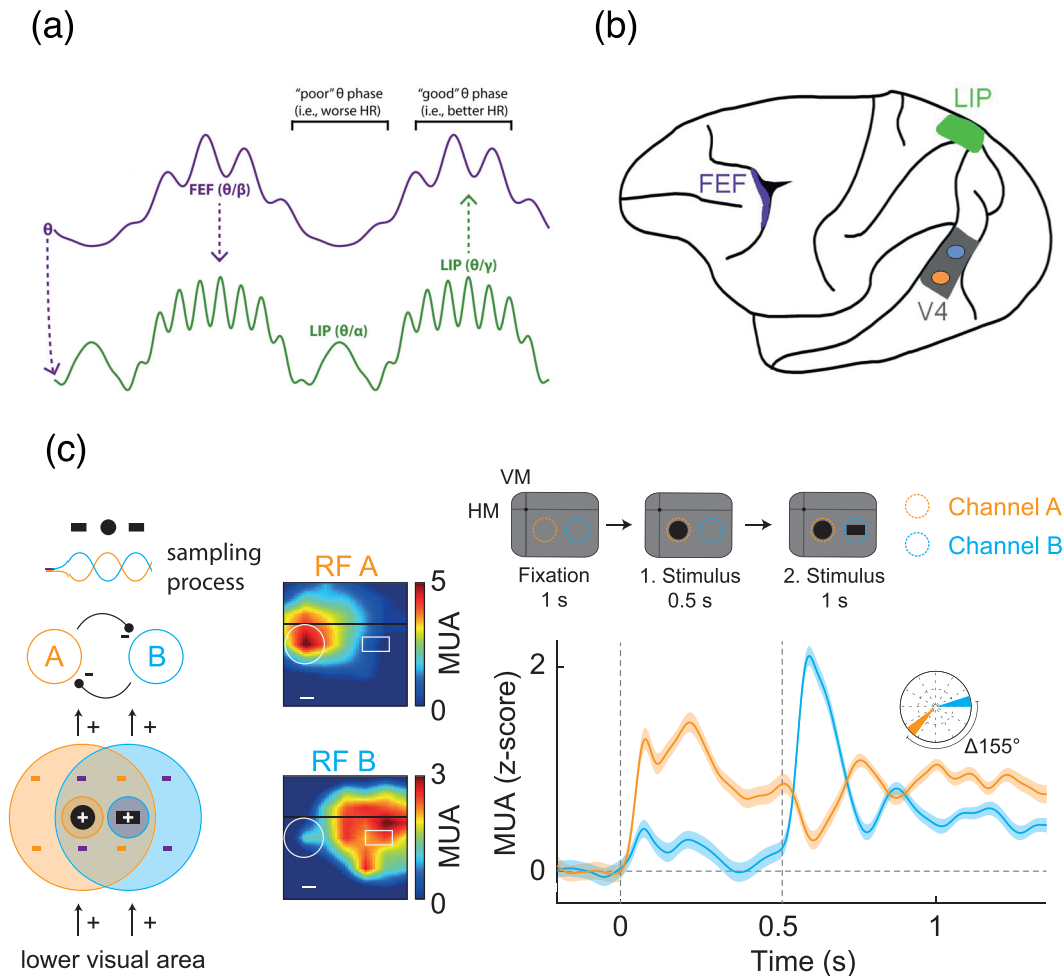 (a)
"poor" θ phase
(i.e., worse HR)
"good" θ phase
(i.e., better HR)
FEF (θ/β)
θ
LIP (θ/γ)
LIP (θ/α)
(b)
LIP
FEF
V4
(c)
sampling
process
A
B
-
-
+
+
+
+
+
+
lower visual area
RF A
5
0
MUA
RF B
3
0
MUA
VM
HM
Fixation
1 s
1. Stimulus
0.5 s
2. Stimulus
1 s
Channel A
Channel B
MUA (z-score)
2
0
Δ155°
0
0.5
1
Time (s)